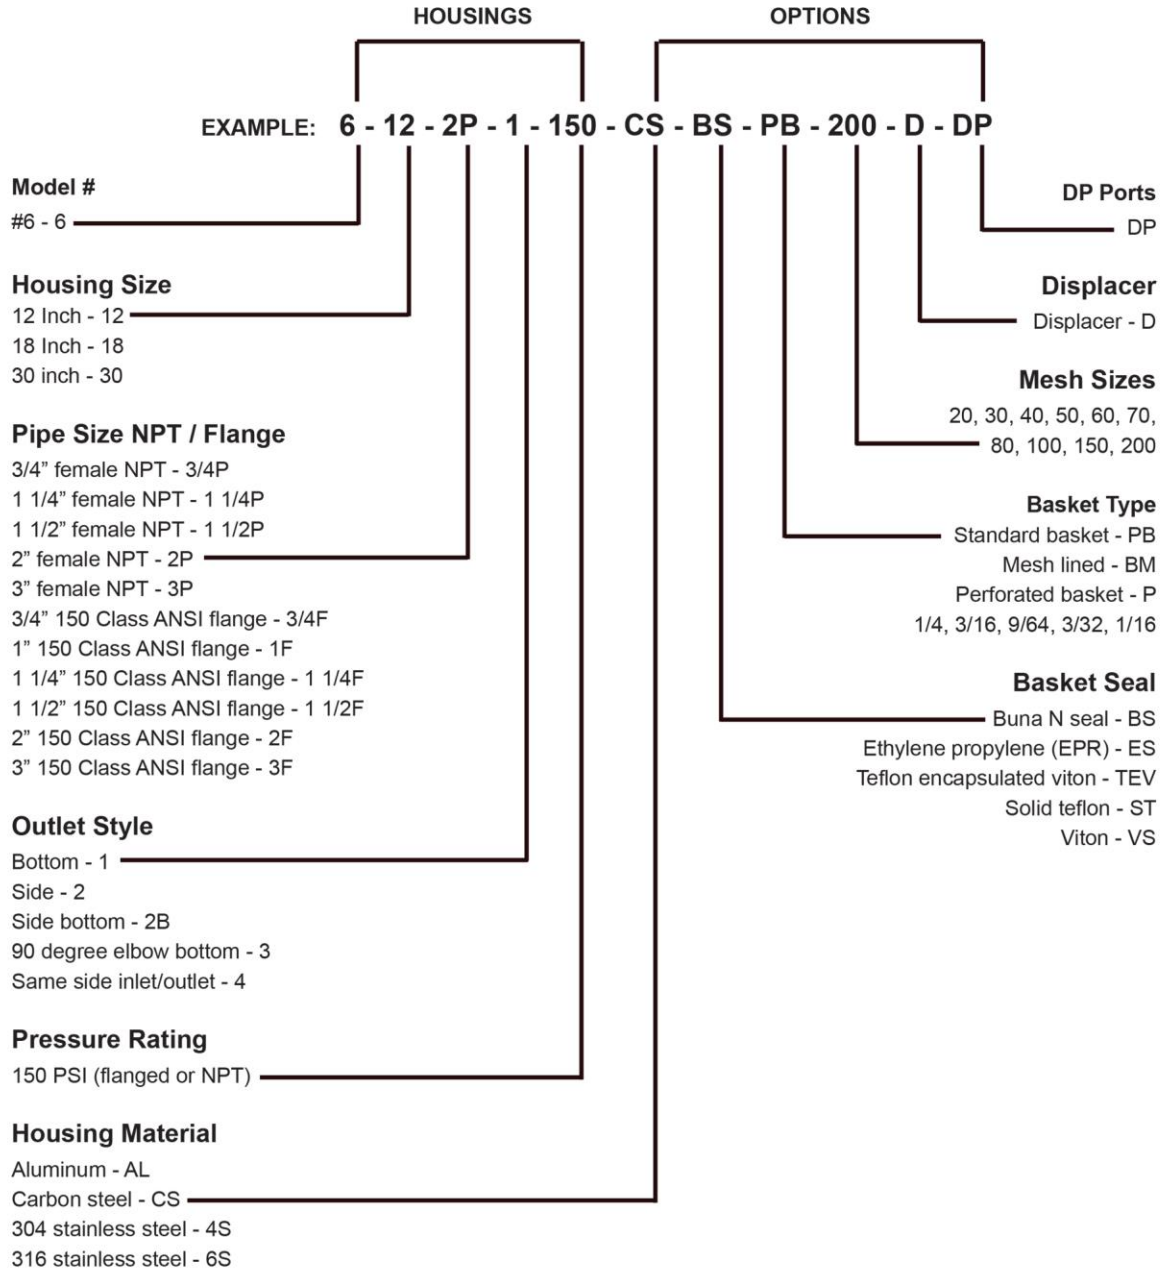 HOUSINGS
OPTIONS
EXAMPLE: 6 - 12 - 2P - 1 - 150 - CS - BS - PB - 200 - D - DP
Model #
#6 - 6
Housing Size
12 Inch - 12
18 Inch - 18
30 inch - 30
Pipe Size NPT / Flange
3/4” female NPT - 3/4P
1 1/4” female NPT - 1 1/4P
1 1/2” female NPT - 1 1/2P
2” female NPT - 2P
3” female NPT - 3P
3/4” 150 Class ANSI flange - 3/4F
1” 150 Class ANSI flange - 1F
1 1/4” 150 Class ANSI flange - 1 1/4F
1 1/2” 150 Class ANSI flange - 1 1/2F
2” 150 Class ANSI flange - 2F
3” 150 Class ANSI flange - 3F
Outlet Style
Bottom - 1
Side - 2
Side bottom - 2B
90 degree elbow bottom - 3
Same side inlet/outlet - 4
Pressure Rating
150 PSI (flanged or NPT)
Housing Material
Aluminum - AL
Carbon steel - CS
304 stainless steel - 4S
316 stainless steel - 6S
DP Ports
DP
Displacer
Displacer - D
Mesh Sizes
20, 30, 40, 50, 60, 70,
80, 100, 150, 200
Basket Type
Standard basket - PB
Mesh lined - BM
Perforated basket - P
1/4, 3/16, 9/64, 3/32, 1/16
Basket Seal
Buna N seal - BS
Ethylene propylene (EPR) - ES
Teflon encapsulated viton - TEV
Solid teflon - ST
Viton - VS